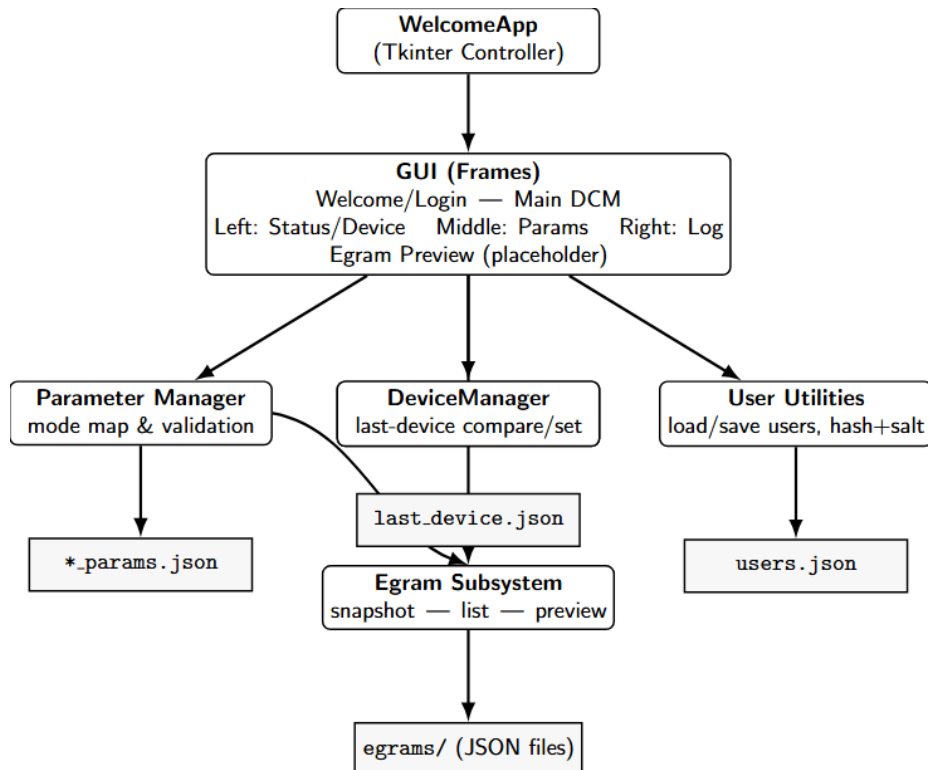 WelcomeApp
(Tkinter Controller)
GUI (Frames)
Welcome/Login — Main DCM
Left: Status/Device Middle: Params Right: Log
Egram Preview (placeholder)
Parameter Manager
mode map & validation
DeviceManager
last-device compare/set
User Utilities
load/save users, hash+salt
last_device.json
*_params.json
users.json
Egram Subsystem
snapshot — list — preview
egrams/ (JSON files)